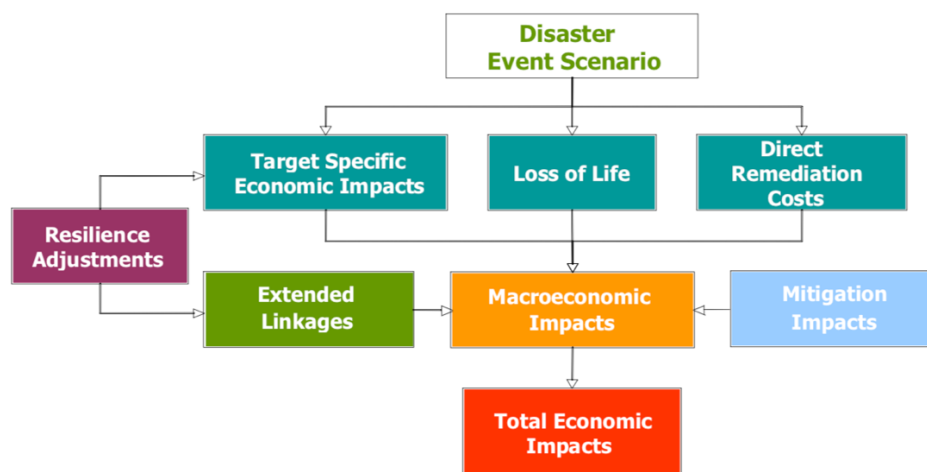 Disaster
Event Scenario
Target Specific
Economic Impacts
Loss of Life
Direct
Remediation
Costs
Resilience
Adjustments
Extended
Linkages
Macroeconomic
Impacts
Mitigation
Impacts
Total Economic
Impacts